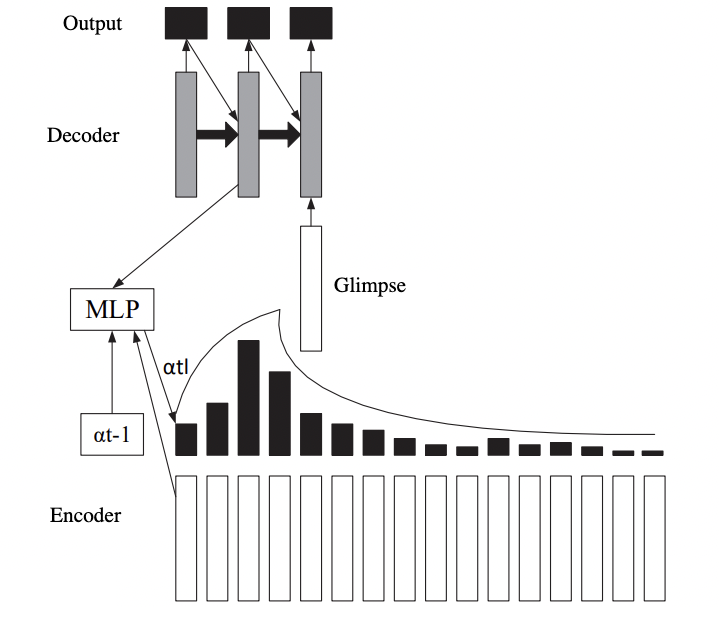 Output
Decoder
Glimpse
MLP
αtl
αt-1
Encoder